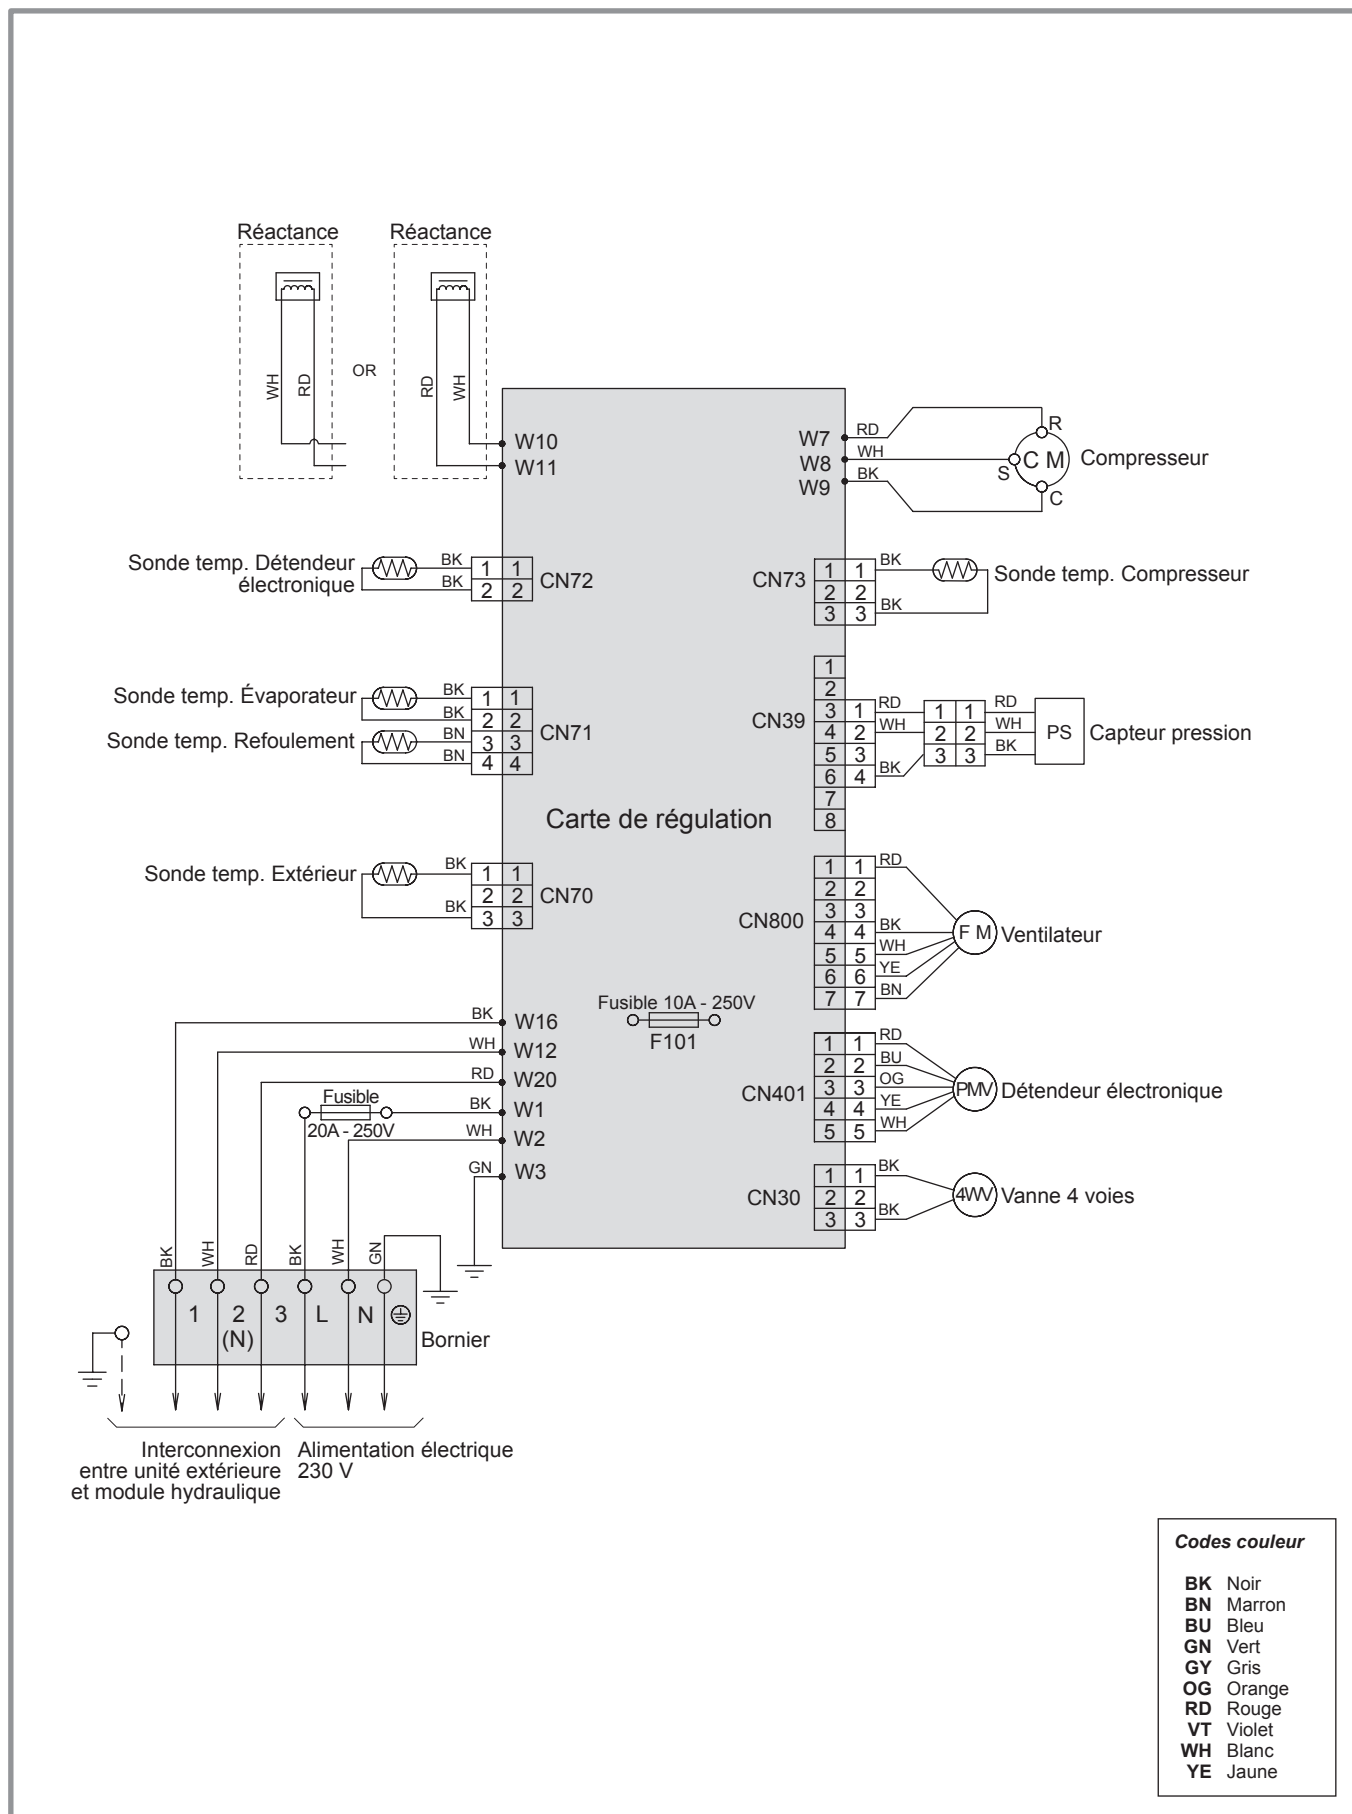 Réactance
Réactance
WH
RD
OR
RD
WH
W10
W11
W7
W8
W9
RD
WH
BK
R
S
C M
C
Compresseur
Sonde temp. Détendeur
électronique
BK
BK
1 1
2 2
CN72
CN73
1 1
2 2
3 3
BK
BK
Sonde temp. Compresseur
Sonde temp. Évaporateur
Sonde temp. Refoulement
BK
BK
BN
BN
1 1
2 2
3 3
4 4
CN71
CN39
1
2
3 1
4 2
5 3
6 4
7
8
RD
WH
BK
1 1
2 2
3 3
RD
WH
BK
PS
Capteur pression
Carte de régulation
Sonde temp. Extérieur
BK
BK
1 1
2 2
3 3
CN70
CN800
1 1
2 2
3 3
4 4
5 5
6 6
7 7
RD
BK
WH
YE
BN
F M
Ventilateur
Fusible 10A - 250V
F101
BK
W16
WH
W12
RD
W20
Fusible
20A - 250V
BK
W1
WH
W2
GN
W3
CN401
1 1
2 2
3 3
4 4
5 5
RD
BU
OG
YE
WH
PMV
Détendeur électronique
CN30
1 1
2 2
3 3
BK
BK
4WV
Vanne 4 voies
BK
WH
RD
BK
WH
GN
1
2
(N)
3
L
N
Bornier
Interconnexion
entre unité extérieure
et module hydraulique
Alimentation électrique
230 V
Codes couleur
BK Noir
BN Marron
BU Bleu
GN Vert
GY Gris
OG Orange
RD Rouge
VT Violet
WH Blanc
YE Jaune